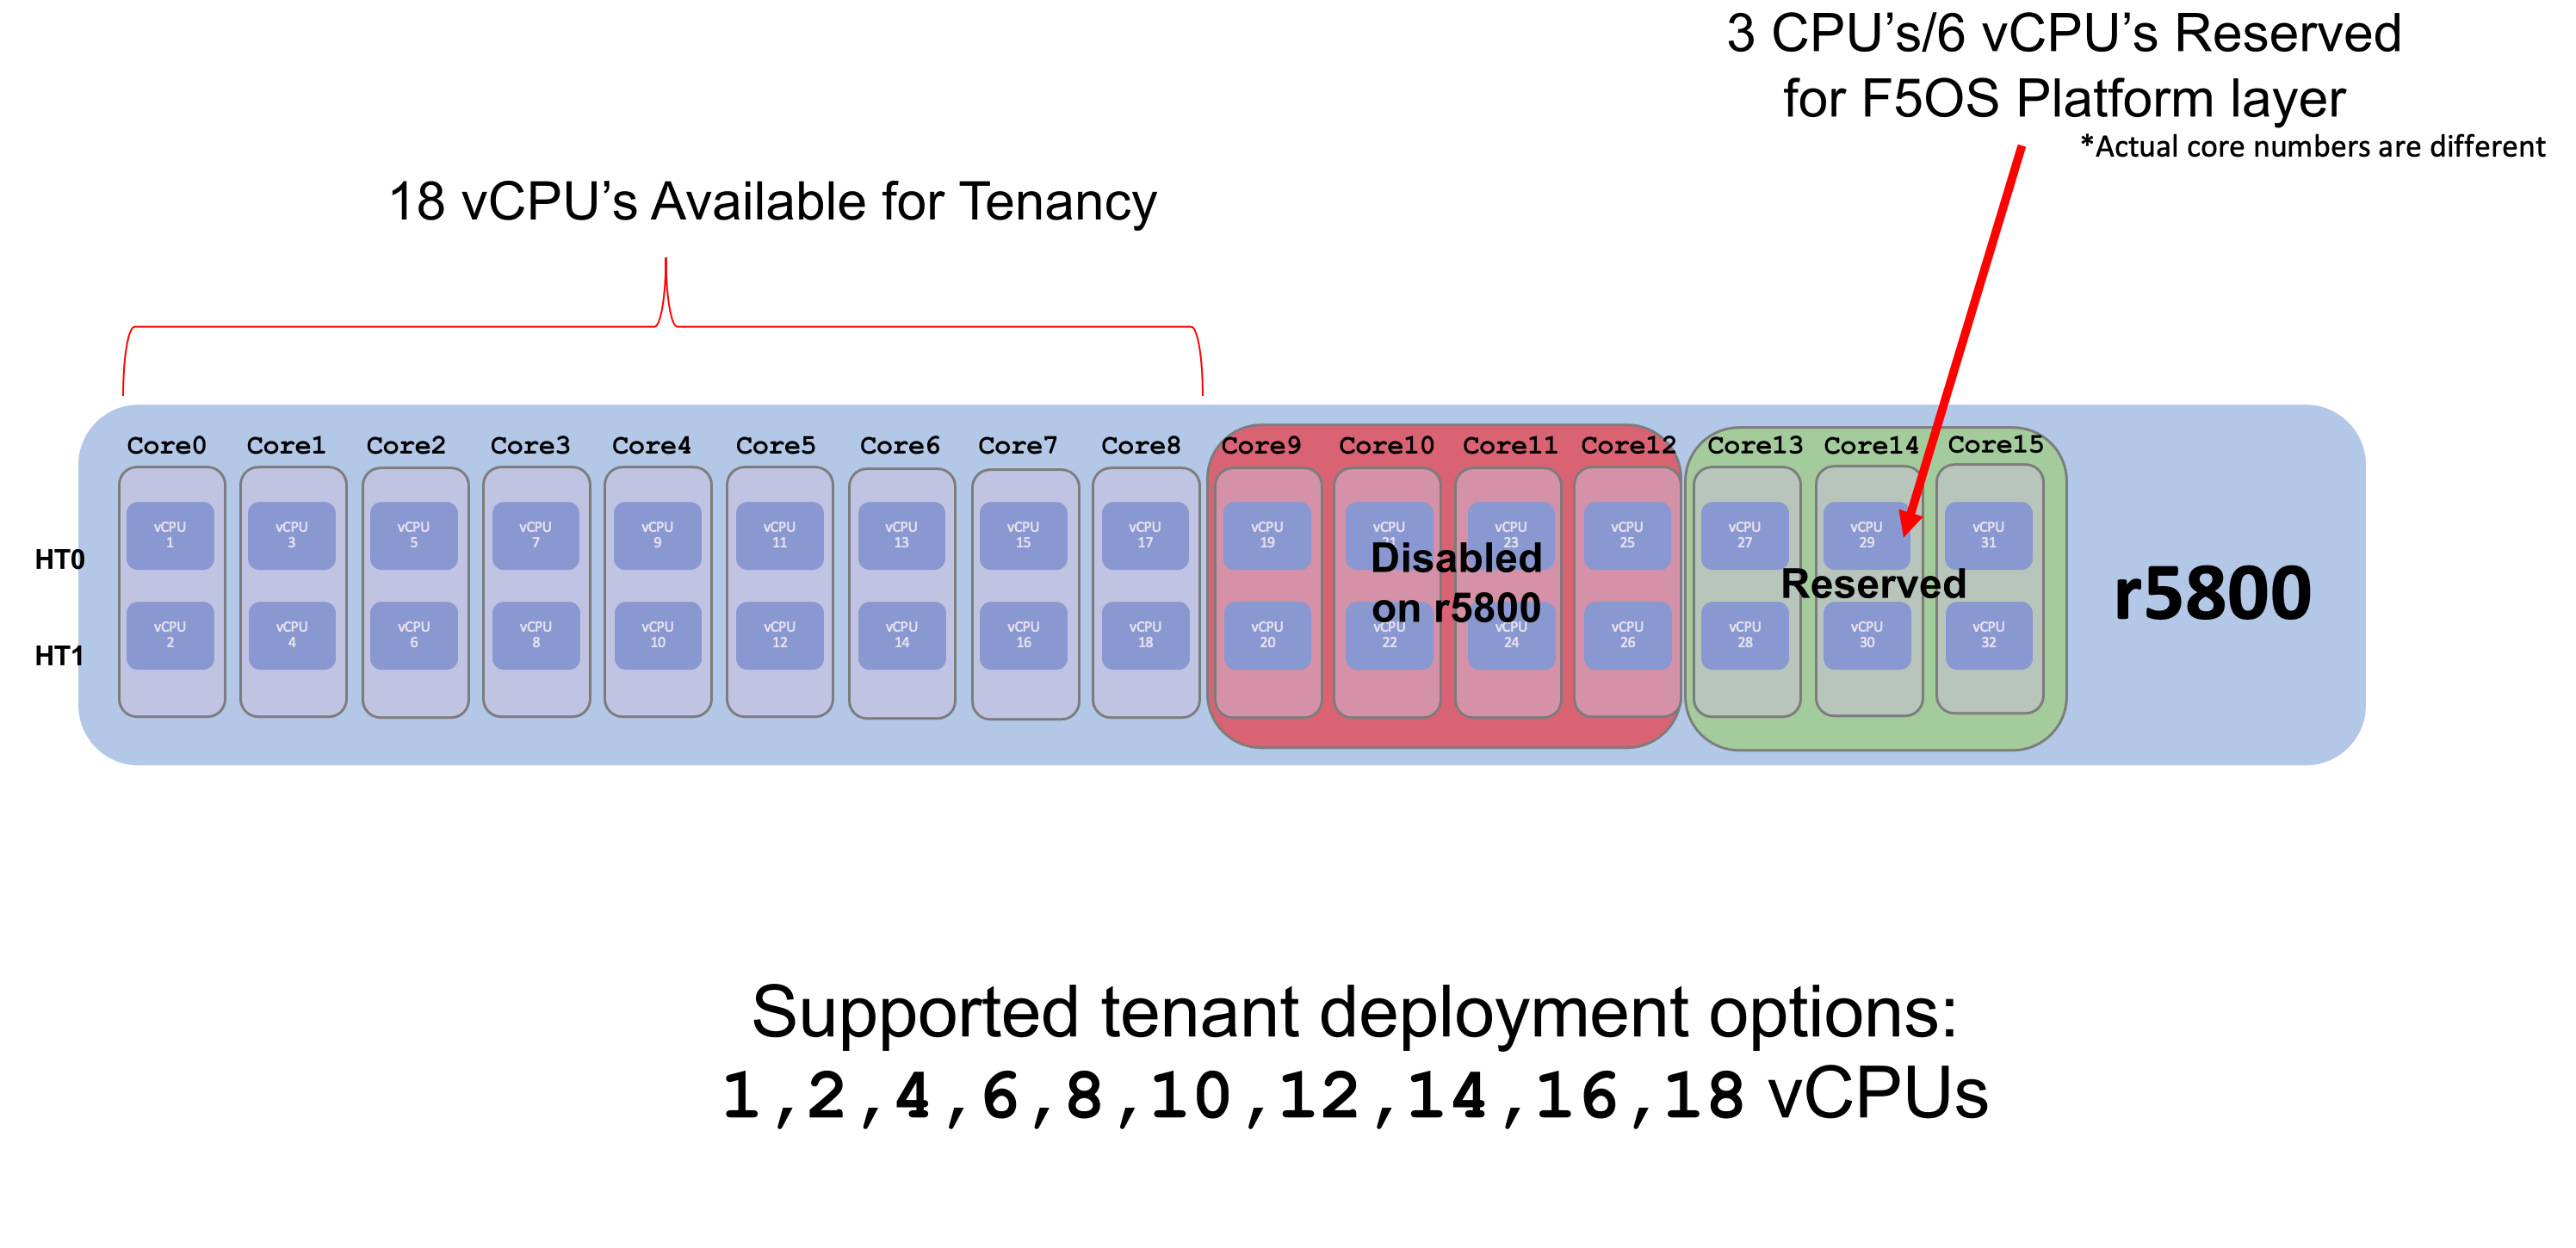 3 CPU’s/6 vCPU’s Reserved
for F5OS Platform layer
*Actual core numbers are different
18 vCPU’s Available for Tenancy
Core0 Core1 Core2 Core3 Core4 Core5 Core6 Core7 Core8 Core9 Core10 Core11 Core12 Core13 Core14 Core15
HT0
vCPU 1
vCPU 3
vCPU 5
vCPU 7
vCPU 9
vCPU 11
vCPU 13
vCPU 15
vCPU 17
vCPU 19
vCPU 21
vCPU 23
vCPU 25
vCPU 27
vCPU 29
vCPU 31
Disabled
on r5800
Reserved
r5800
HT1
vCPU 2
vCPU 4
vCPU 6
vCPU 8
vCPU 10
vCPU 12
vCPU 14
vCPU 16
vCPU 18
vCPU 20
vCPU 22
vCPU 24
vCPU 26
vCPU 28
vCPU 30
vCPU 32
Supported tenant deployment options:
1,2,4,6,8,10,12,14,16,18 vCPUs